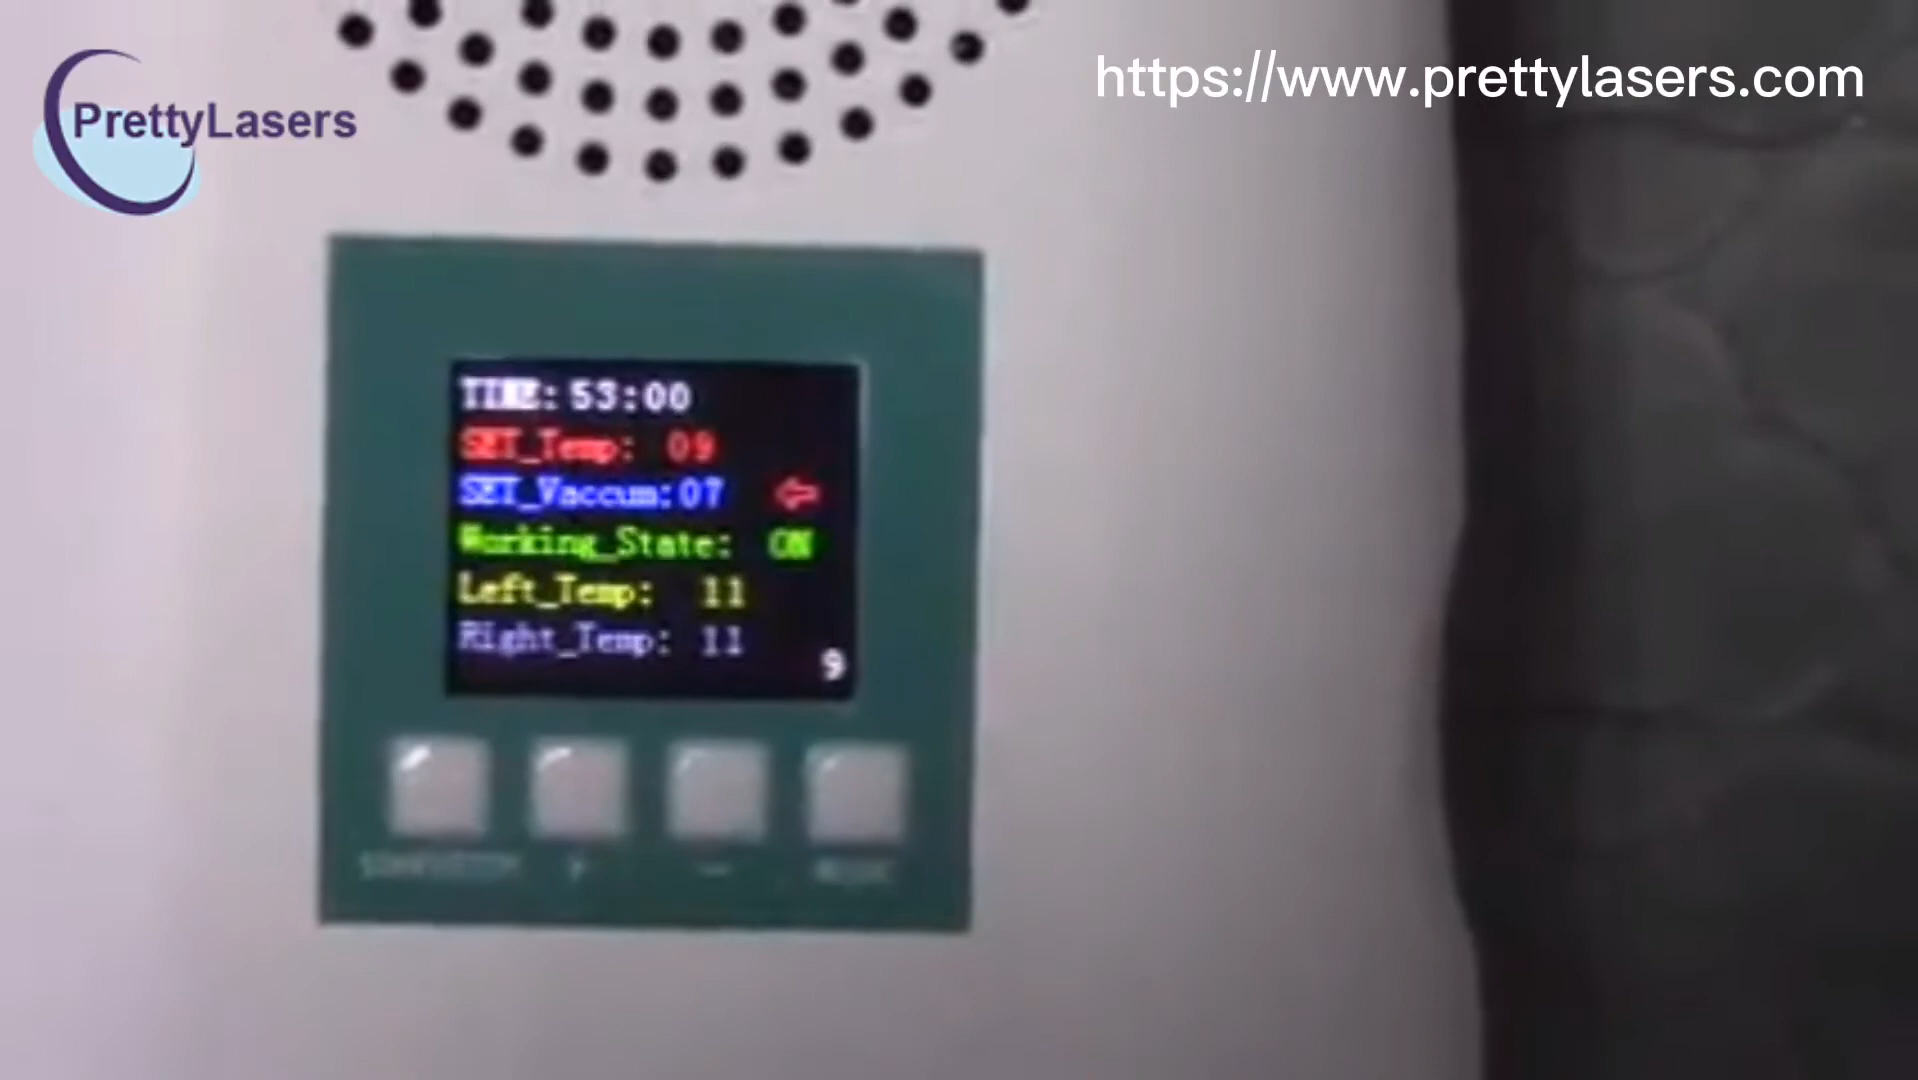 PrettyLasers
https://www.prettylasers.com
TIME: 53:00
SET_Temp: 09
SET_Vaccum:07
Working_State: ON
Left_Temp: 11
Right_Temp: 11
9